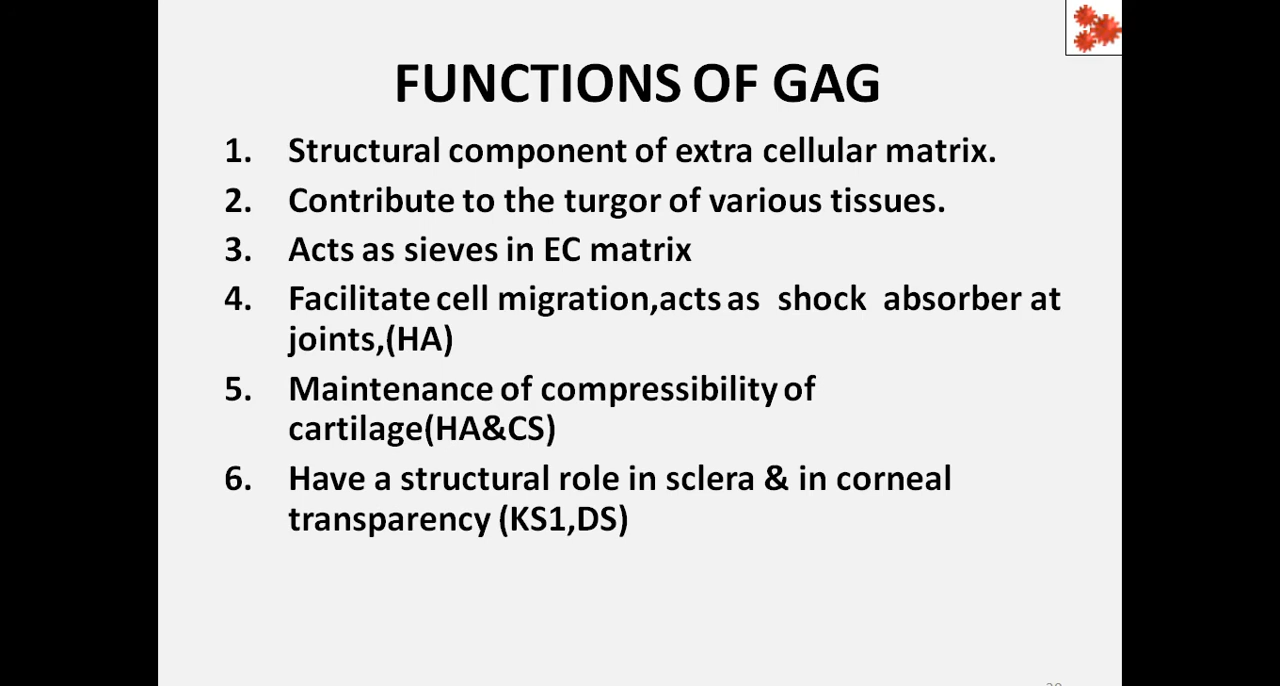 FUNCTIONS OF GAG
1. Structural component of extra cellular matrix.
2. Contribute to the turgor of various tissues.
3. Acts as sieves in EC matrix
4. Facilitate cell migration,acts as shock absorber at
joints,(HA)
5. Maintenance of compressibility of
cartilage(HA&CS)
6. Have a structural role in sclera & in corneal
transparency (KS1,DS)